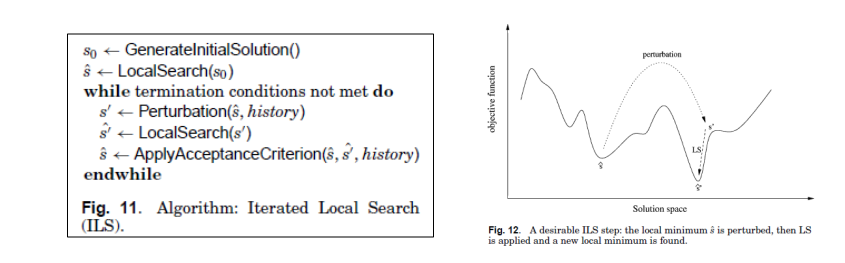 s₀ ← GenerateInitialSolution()
ŝ ← LocalSearch(s₀)
while termination conditions not met do
s′ ← Perturbation(ŝ, history)
ŝ′ ← LocalSearch(s′)
ŝ ← ApplyAcceptanceCriterion(ŝ, ŝ′, history)
endwhile
Fig. 11. Algorithm: Iterated Local Search
(ILS).
perturbation
objective function
s′
LS
ŝ
ŝ′
Solution space
Fig. 12. A desirable ILS step: the local minimum ŝ is perturbed, then LS
is applied and a new local minimum is found.